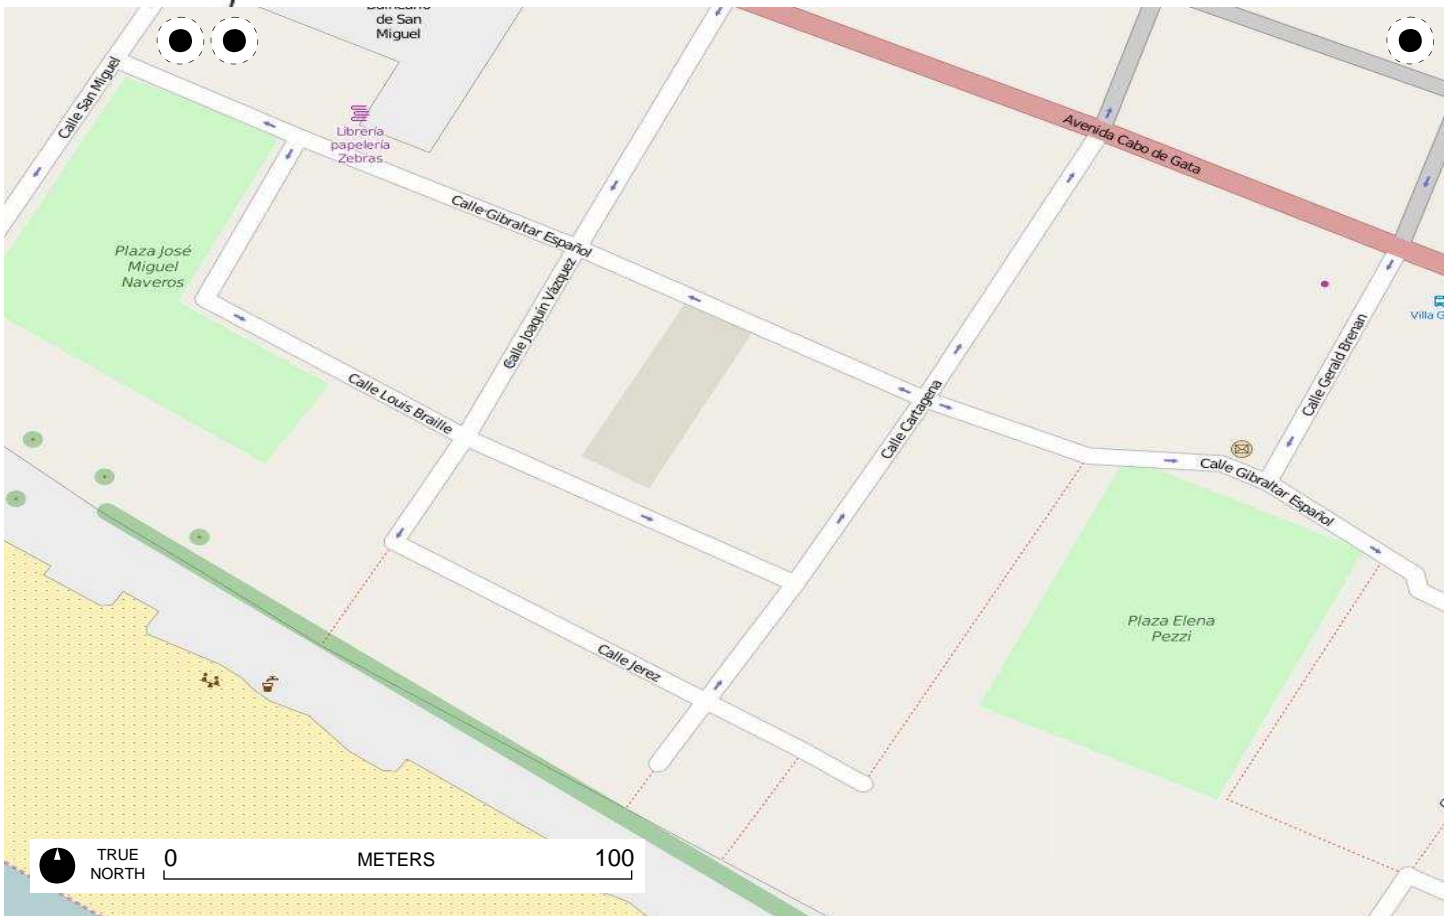 de San
Miguel
Calle San Miguel
Librería
papelería
Zebras
Avenida Cabo de Gata
Calle Gibraltar Español
Plaza José
Miguel
Naveros
Calle Joaquín Vázquez
Villa G
Calle Gerald Brenan
Calle Louis Braille
Calle Cartagena
Calle Gibraltar Español
Plaza Elena
Pezzi
Calle Jerez
TRUE
NORTH
0
METERS
100